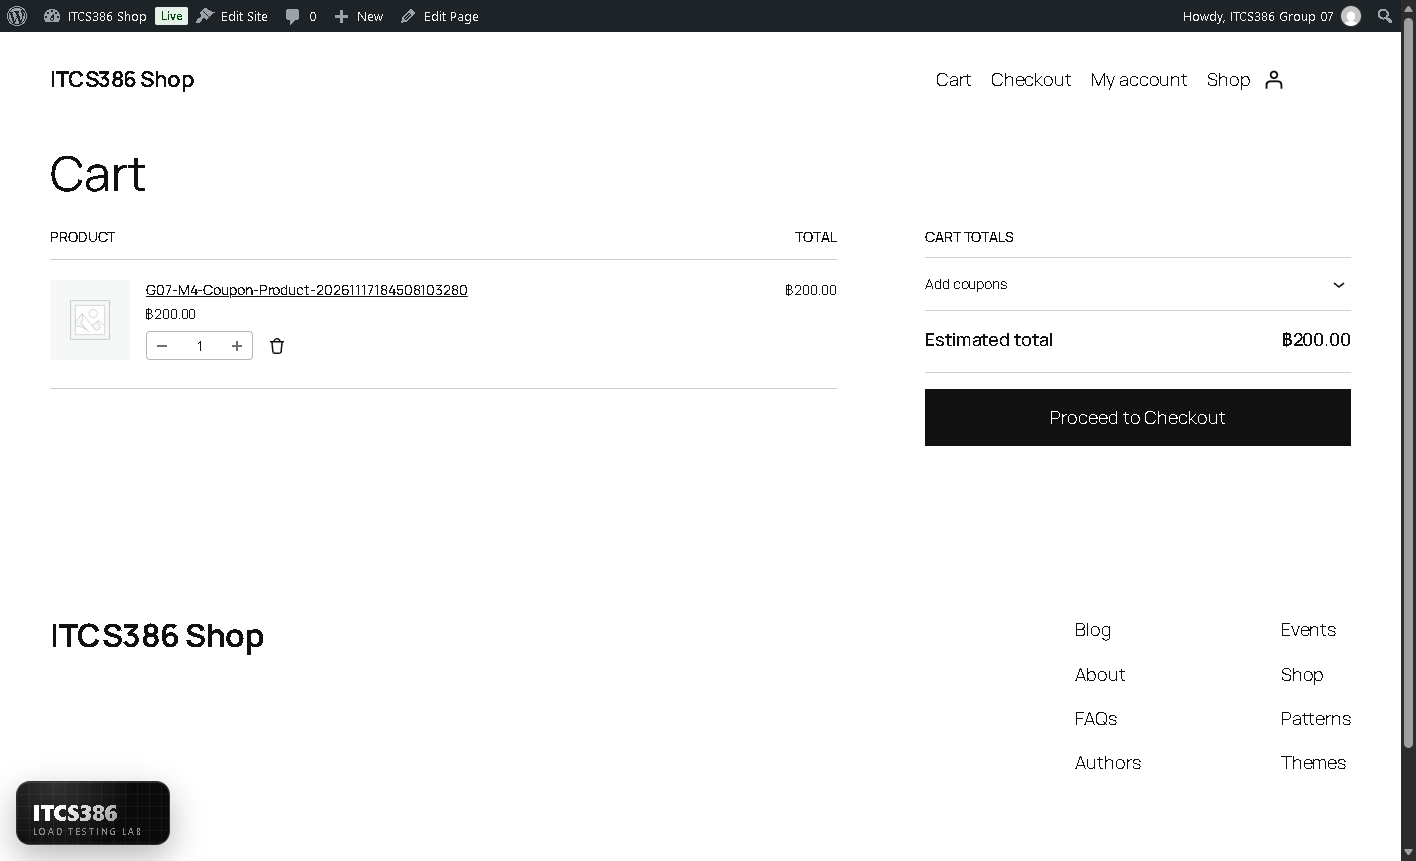 ITCS386 Shop Live Edit Site 0 New Edit Page Howdy, ITCS386 Group 07
ITCS386 Shop Cart Checkout My account Shop
Cart
PRODUCT TOTAL CART TOTALS
G07-M4-Coupon-Product-20261117184508103280 ฿200.00 Add coupons
฿200.00
1
Estimated total ฿200.00
Proceed to Checkout
ITCS386 Shop
Blog Events
About Shop
FAQs Patterns
Authors Themes
ITCS386
LOAD TESTING LAB